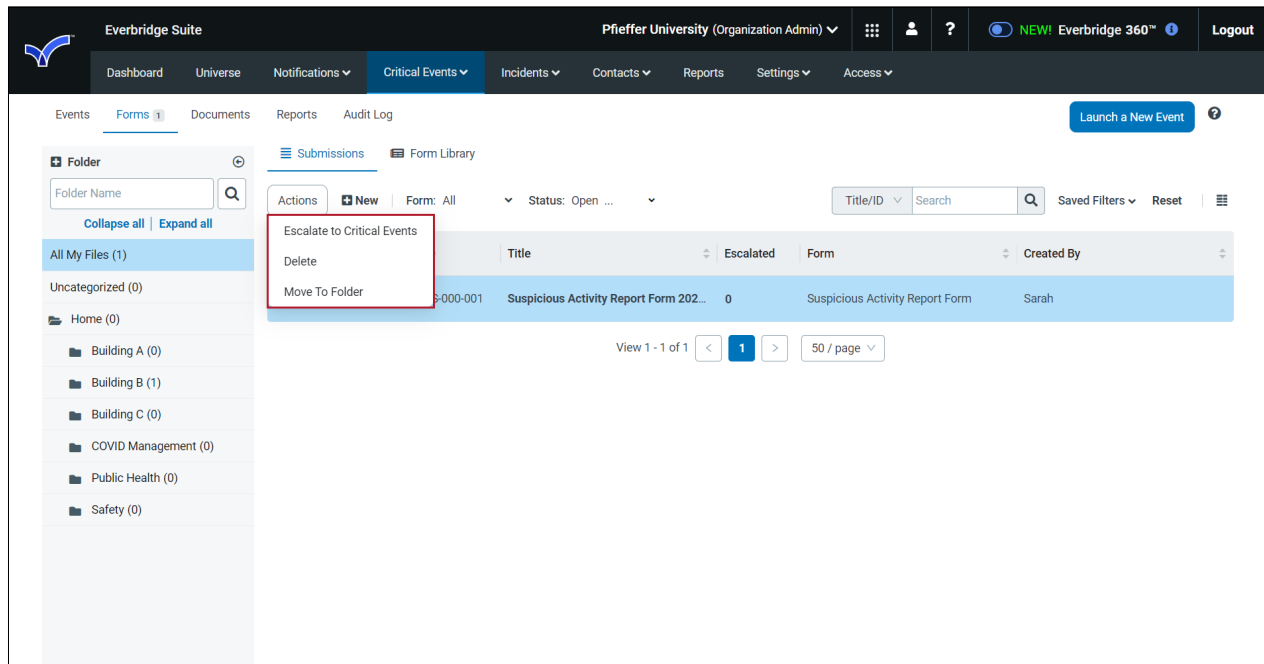 Everbridge Suite
Pfieffer University (Organization Admin)
?
NEW! Everbridge 360™
Logout
Dashboard Universe Notifications Critical Events Incidents Contacts Reports Settings Access
Events Forms 1 Documents Reports Audit Log
Launch a New Event
Folder
Submissions Form Library
Folder Name
Actions New Form: All Status: Open ... Title/ID Search Saved Filters Reset
Collapse all | Expand all
Escalate to Critical Events
Delete
Move To Folder
Title Escalated Form Created By
All My Files (1)
Uncategorized (0)
-000-001 Suspicious Activity Report Form 202... 0 Suspicious Activity Report Form Sarah
Home (0)
View 1 - 1 of 1 < 1 > 50 / page
Building A (0)
Building B (1)
Building C (0)
COVID Management (0)
Public Health (0)
Safety (0)